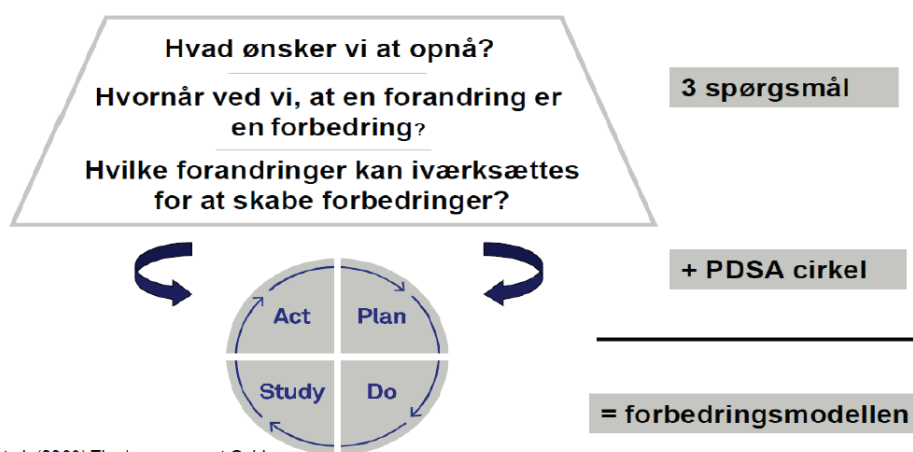 Hvad ønsker vi at opnå?
Hvornår ved vi, at en forandring er
en forbedring?
Hvilke forandringer kan iværksættes
for at skabe forbedringer?
3 spørgsmål
+ PDSA cirkel
Act
Plan
Study
Do
= forbedringsmodellen